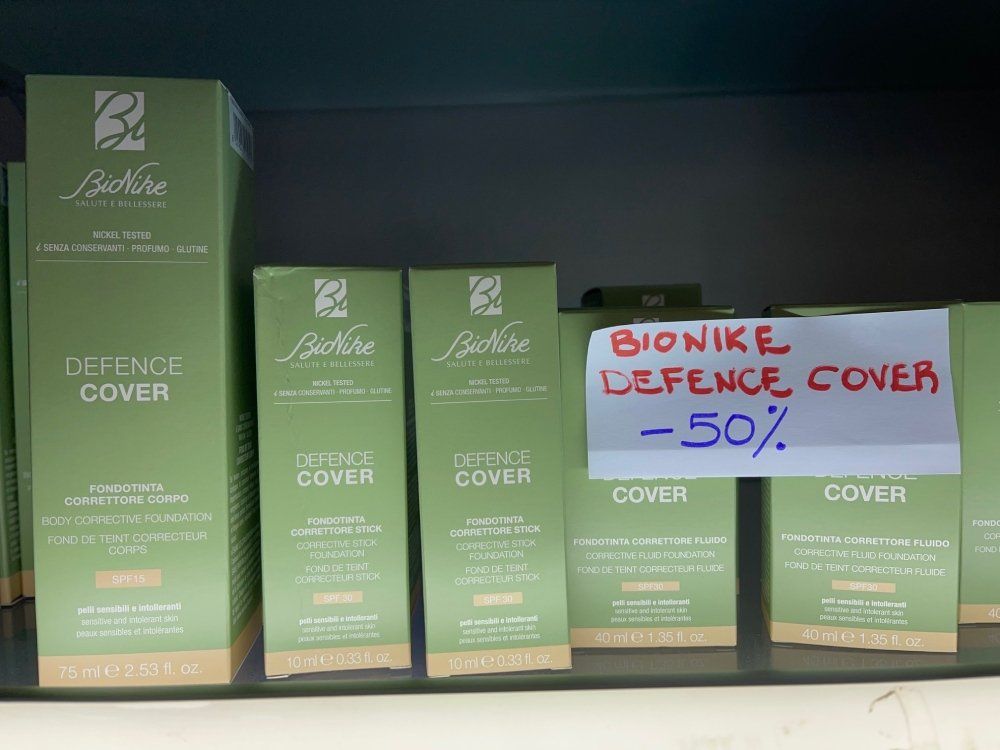 BioNike
SALUTE E BELLESSERE
NICKEL TESTED
SENZA CONSERVANTI · PROFUMO · GLUTINE
DEFENCE
COVER
FONDOTINTA
CORRETTORE CORPO
BODY CORRECTIVE FOUNDATION
FOND DE TEINT CORRECTEUR
CORPS
SPF15
pelli sensibili e intolleranti
sensitive and intolerant skin
peaux sensibles et intolérantes
75 ml e 2.53 fl. oz.
BioNike
SALUTE E BELLESSERE
NICKEL TESTED
SENZA CONSERVANTI · PROFUMO · GLUTINE
DEFENCE
COVER
FONDOTINTA
CORRETTORE STICK
CORRECTIVE STICK
FOUNDATION
FOND DE TEINT
CORRECTEUR STICK
SPF 30
pelli sensibili e intolleranti
sensitive and intolerant skin
peaux sensibles et intolérantes
10 ml e 0.33 fl. oz.
BioNike
SALUTE E BELLESSERE
NICKEL TESTED
SENZA CONSERVANTI · PROFUMO · GLUTINE
DEFENCE
COVER
FONDOTINTA
CORRETTORE STICK
CORRECTIVE STICK
FOUNDATION
FOND DE TEINT
CORRECTEUR STICK
SPF 30
pelli sensibili e intolleranti
sensitive and intolerant skin
peaux sensibles et intolérantes
10 ml e 0.33 fl. oz.
BIONIKE
DEFENCE COVER
-50%
COVER
FONDOTINTA CORRETTORE FLUIDO
CORRECTIVE FLUID FOUNDATION
FOND DE TEINT CORRECTEUR FLUIDE
SPF30
pelli sensibili e intolleranti
sensitive and intolerant skin
peaux sensibles et intolérantes
40 ml e 1.35 fl. oz.
COVER
FONDOTINTA CORRETTORE FLUIDO
CORRECTIVE FLUID FOUNDATION
FOND DE TEINT CORRECTEUR FLUIDE
SPF30
pelli sensibili e intolleranti
sensitive and intolerant skin
peaux sensibles et intolérantes
40 ml e 1.35 fl. oz.